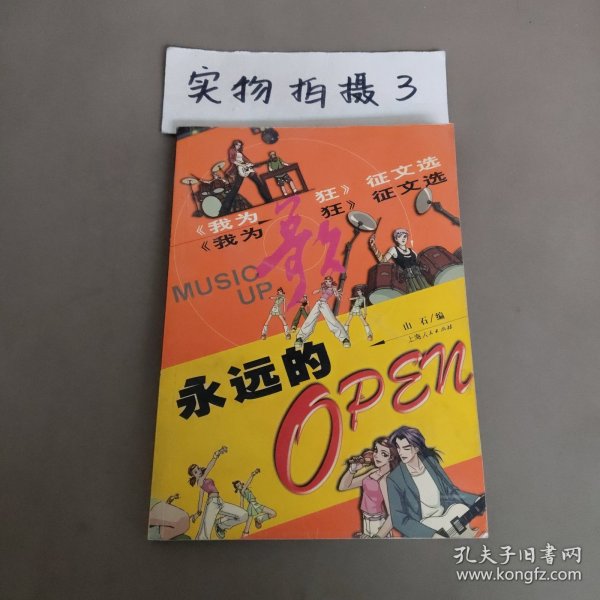 实物拍摄3
《我为歌狂》征文选
《我为 狂》征文选
MUSIC
UP
山石/编
上海人民出版社
永远的
OPEN
孔夫子旧书网
www.kongfz.com